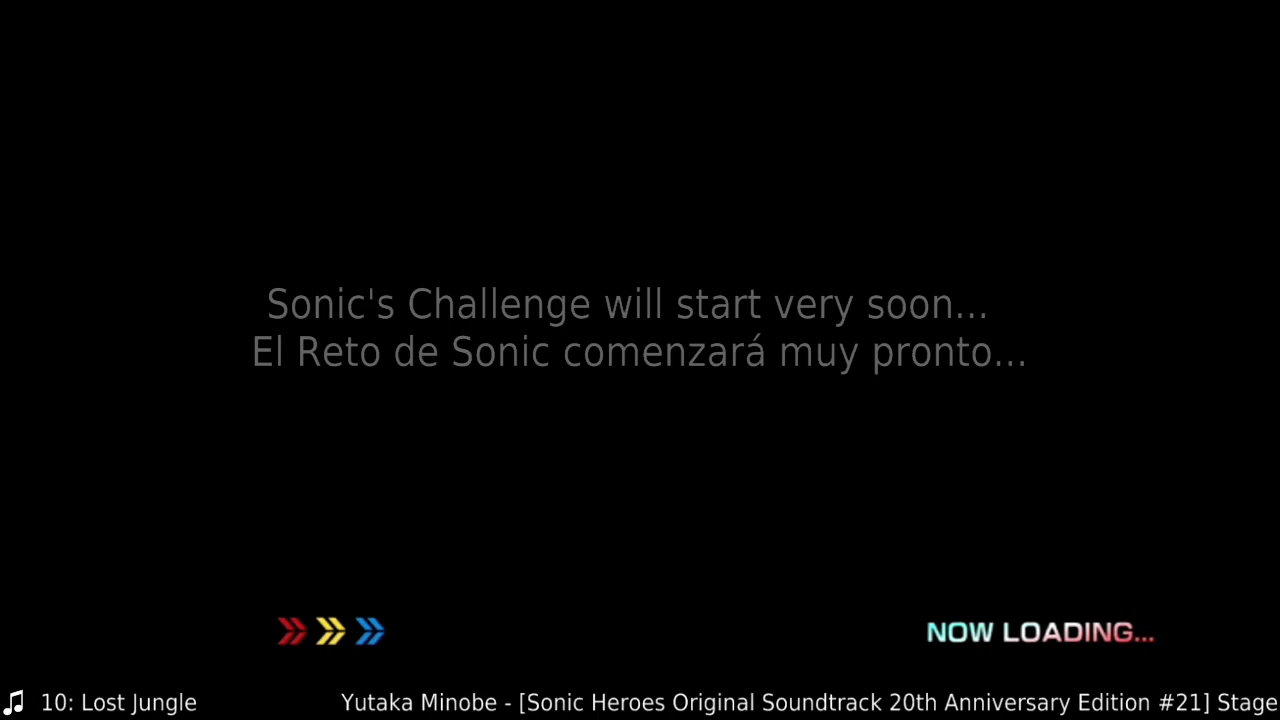 Sonic's Challenge will start very soon...
El Reto de Sonic comenzará muy pronto...
NOW LOADING...
10: Lost Jungle Yutaka Minobe - [Sonic Heroes Original Soundtrack 20th Anniversary Edition #21] Stage